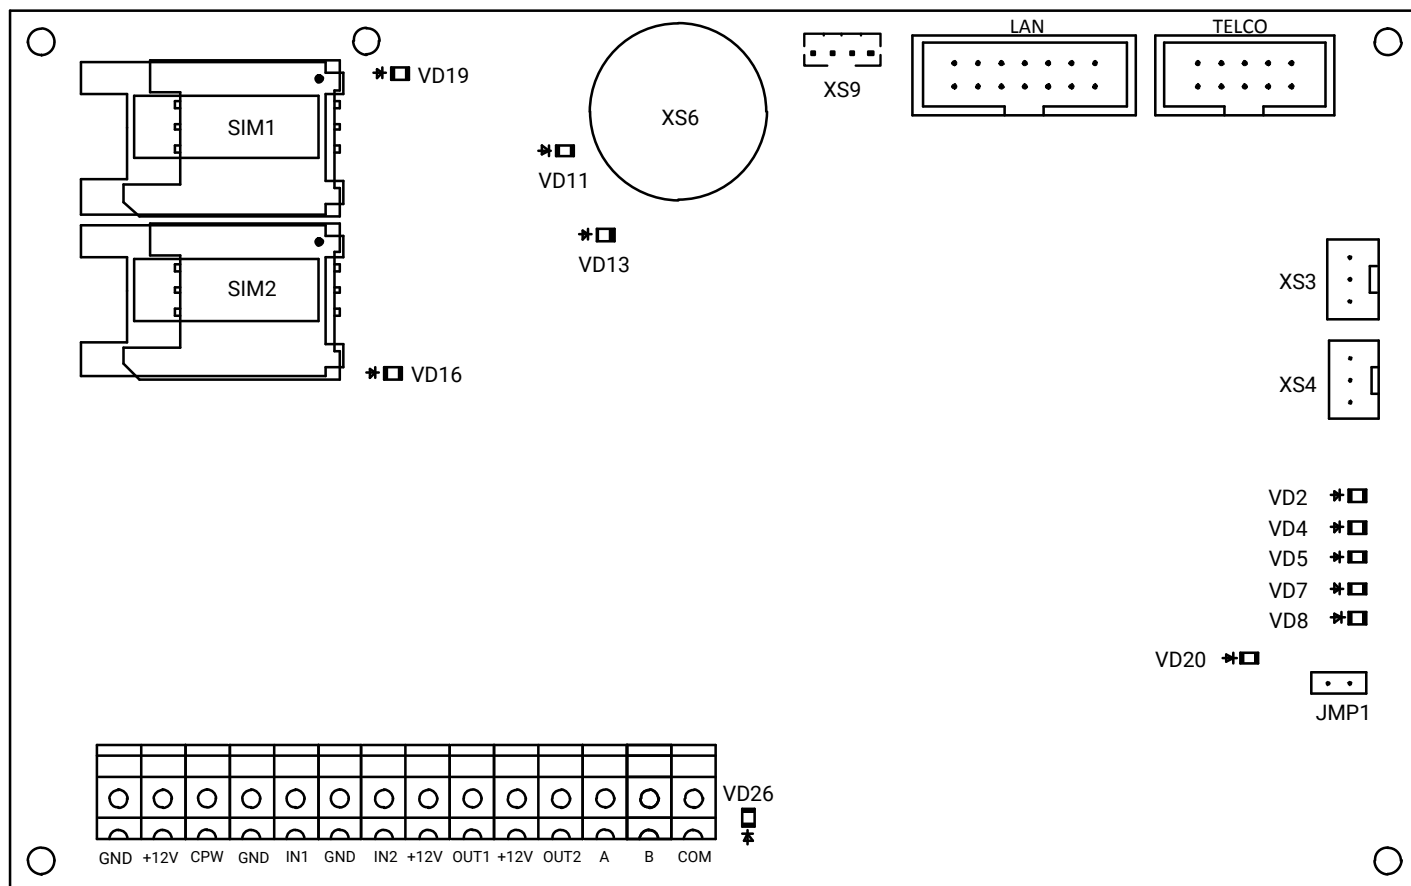 LAN
TELCO
VD19
XS9
SIM1
XS6
VD11
VD13
XS3
SIM2
VD16
XS4
VD2
VD4
VD5
VD7
VD8
VD20
JMP1
VD26
GND +12V CPW GND IN1 GND IN2 +12V OUT1 +12V OUT2 A B COM